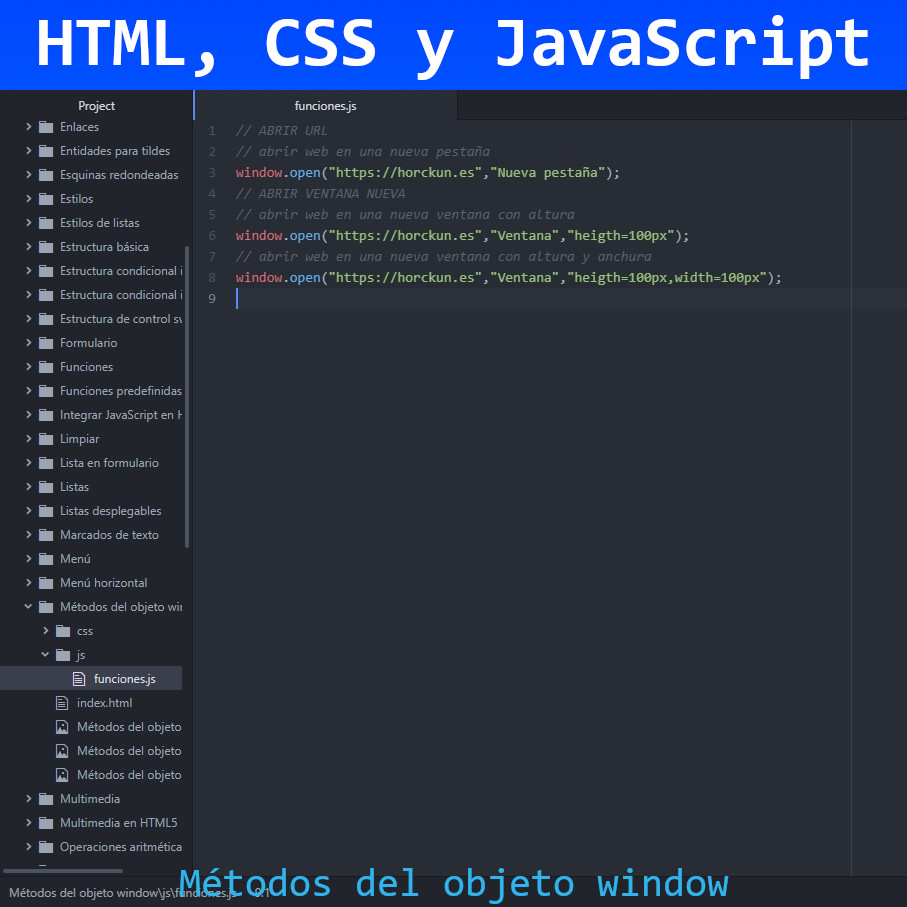 HTML, CSS y JavaScript
Project
funciones.js
Enlaces
Entidades para tildes
Esquinas redondeadas
Estilos
Estilos de listas
Estructura básica
Estructura condicional i
Estructura condicional i
Estructura de control sw
Formulario
Funciones
Funciones predefinidas
Integrar JavaScript en H
Limpiar
Lista en formulario
Listas
Listas desplegables
Marcados de texto
Menú
Menú horizontal
Métodos del objeto win
css
js
funciones.js
index.html
Métodos del objeto
Métodos del objeto
Métodos del objeto
Multimedia
Multimedia en HTML5
Operaciones aritmética
1 // ABRIR URL
2 // abrir web en una nueva pestaña
3 window.open("https://horckun.es","Nueva pestaña");
4 // ABRIR VENTANA NUEVA
5 // abrir web en una nueva ventana con altura
6 window.open("https://horckun.es","Ventana","heigth=100px");
7 // abrir web en una nueva ventana con altura y anchura
8 window.open("https://horckun.es","Ventana","heigth=100px,width=100px");
9
Métodos del objeto window\js\funciones.js 9:1
Métodos del objeto window